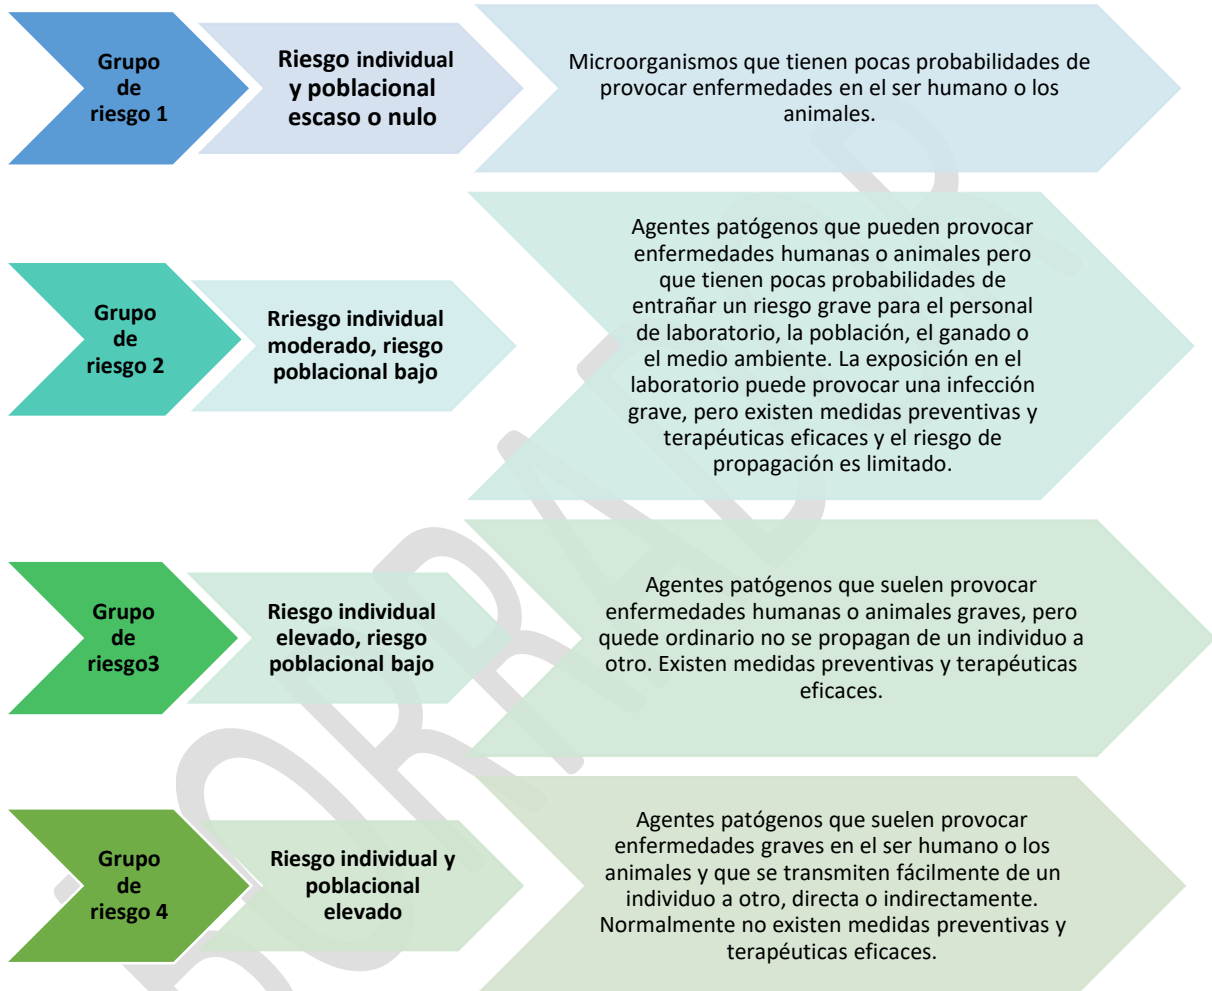 Grupo
de
riesgo 1
Riesgo individual
y poblacional
escaso o nulo
Microorganismos que tienen pocas probabilidades de
provocar enfermedades en el ser humano o los
animales.
Grupo
de
riesgo 2
Rriesgo individual
moderado, riesgo
poblacional bajo
Agentes patógenos que pueden provocar
enfermedades humanas o animales pero
que tienen pocas probabilidades de
entrañar un riesgo grave para el personal
de laboratorio, la población, el ganado o
el medio ambiente. La exposición en el
laboratorio puede provocar una infección
grave, pero existen medidas preventivas y
terapéuticas eficaces y el riesgo de
propagación es limitado.
Grupo
de
riesgo3
Riesgo individual
elevado, riesgo
poblacional bajo
Agentes patógenos que suelen provocar
enfermedades humanas o animales graves, pero
quede ordinario no se propagan de un individuo a
otro. Existen medidas preventivas y terapéuticas
eficaces.
Grupo
de
riesgo 4
Riesgo individual y
poblacional
elevado
Agentes patógenos que suelen provocar
enfermedades graves en el ser humano o los
animales y que se transmiten fácilmente de un
individuo a otro, directa o indirectamente.
Normalmente no existen medidas preventivas y
terapéuticas eficaces.
BORRADOR